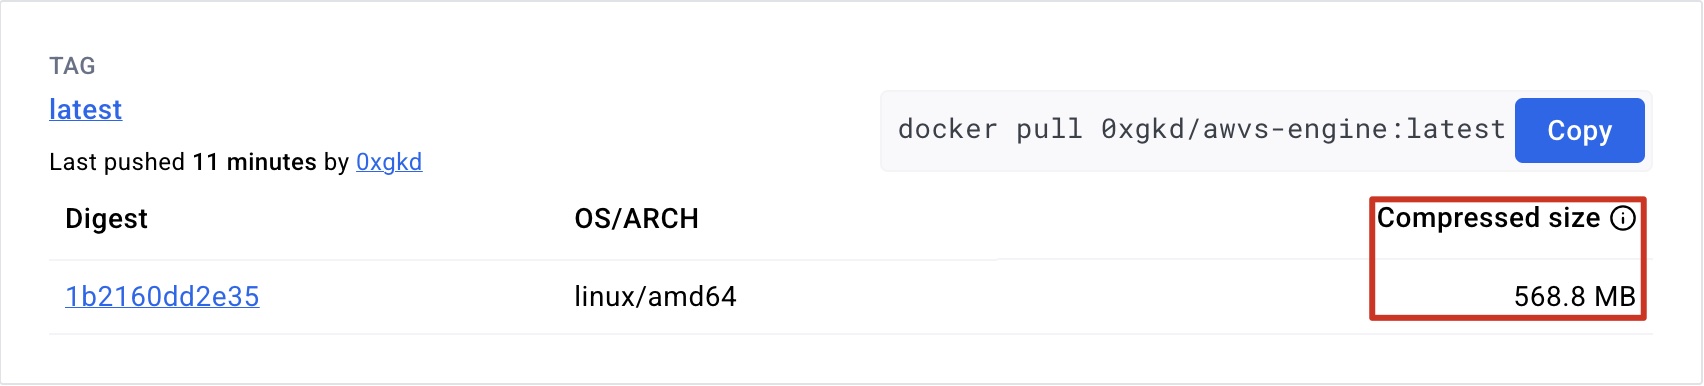 TAG
latest
docker pull 0xgkd/awvs-engine:latest Copy
Last pushed 11 minutes by 0xgkd
Digest OS/ARCH Compressed size
1b2160dd2e35 linux/amd64 568.8 MB